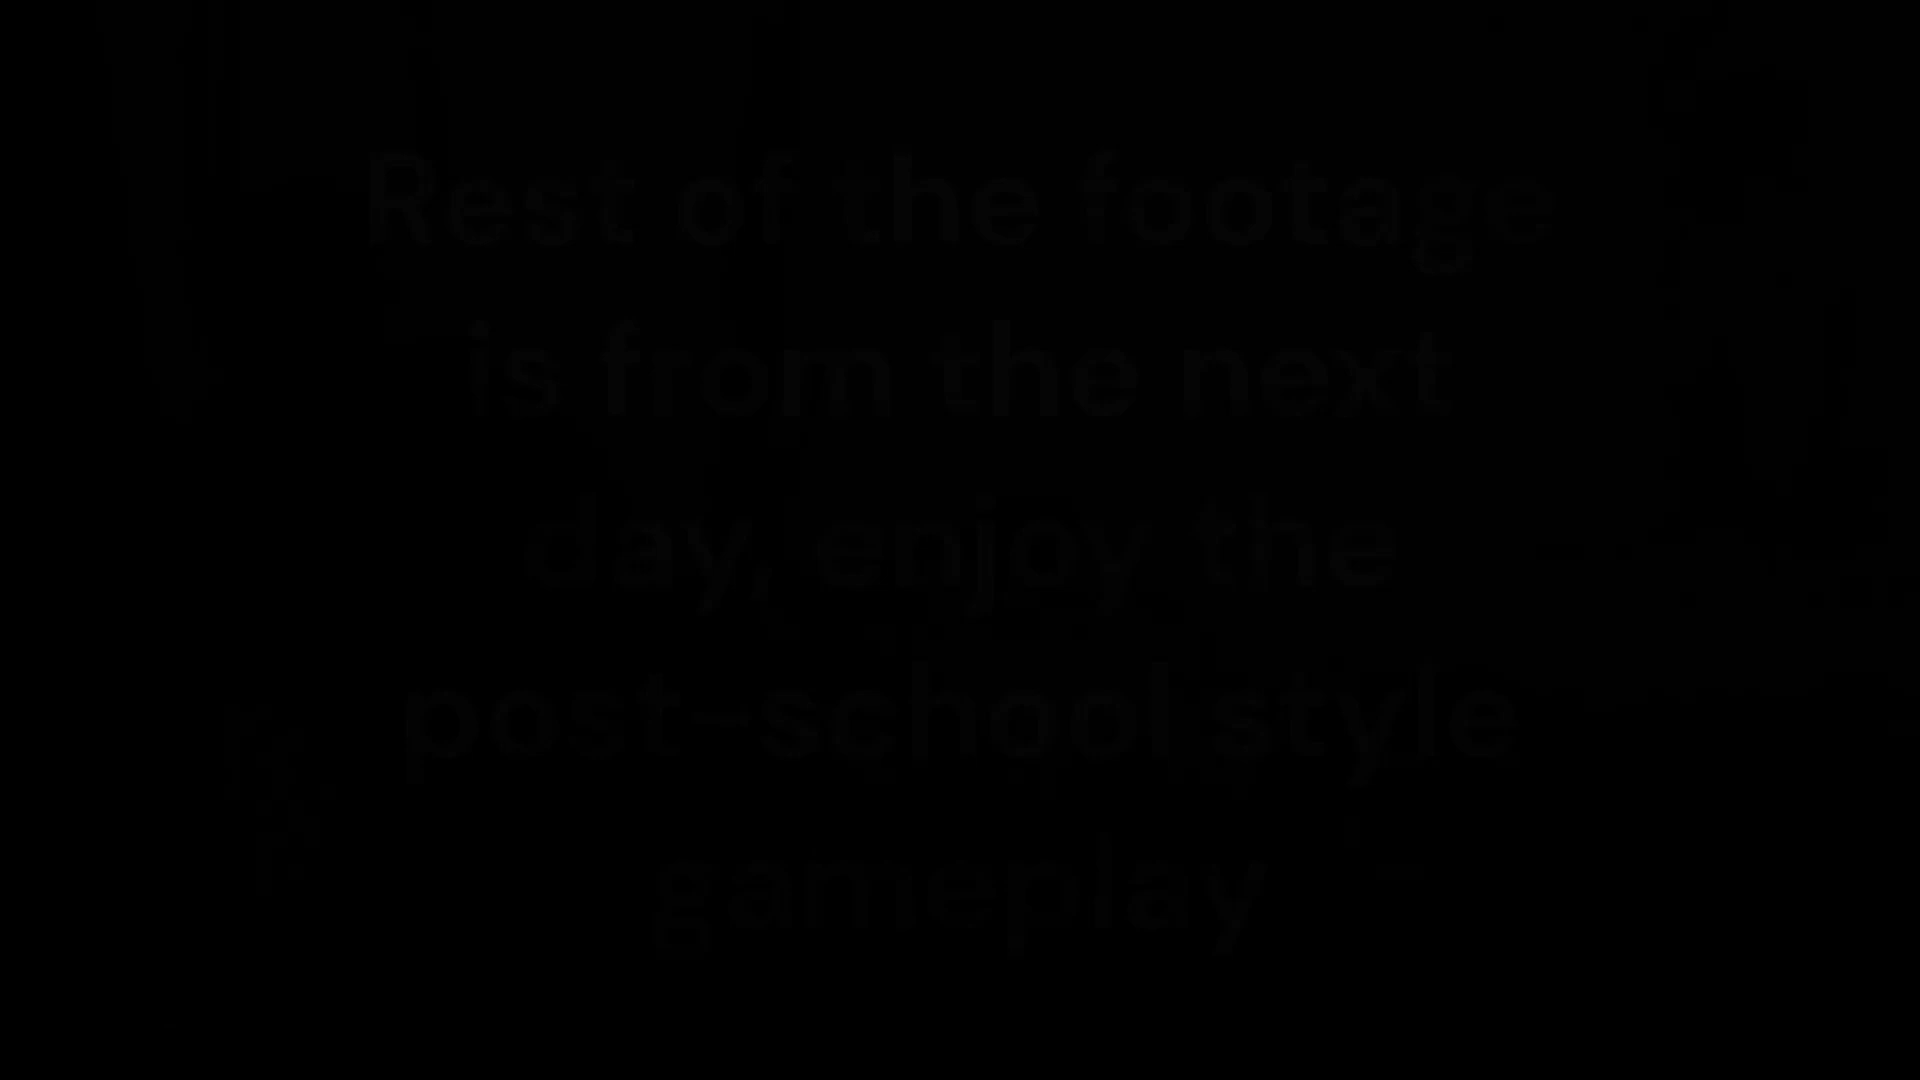 Rest of the footage
is from the next
day, enjoy the
post-school style
gameplay